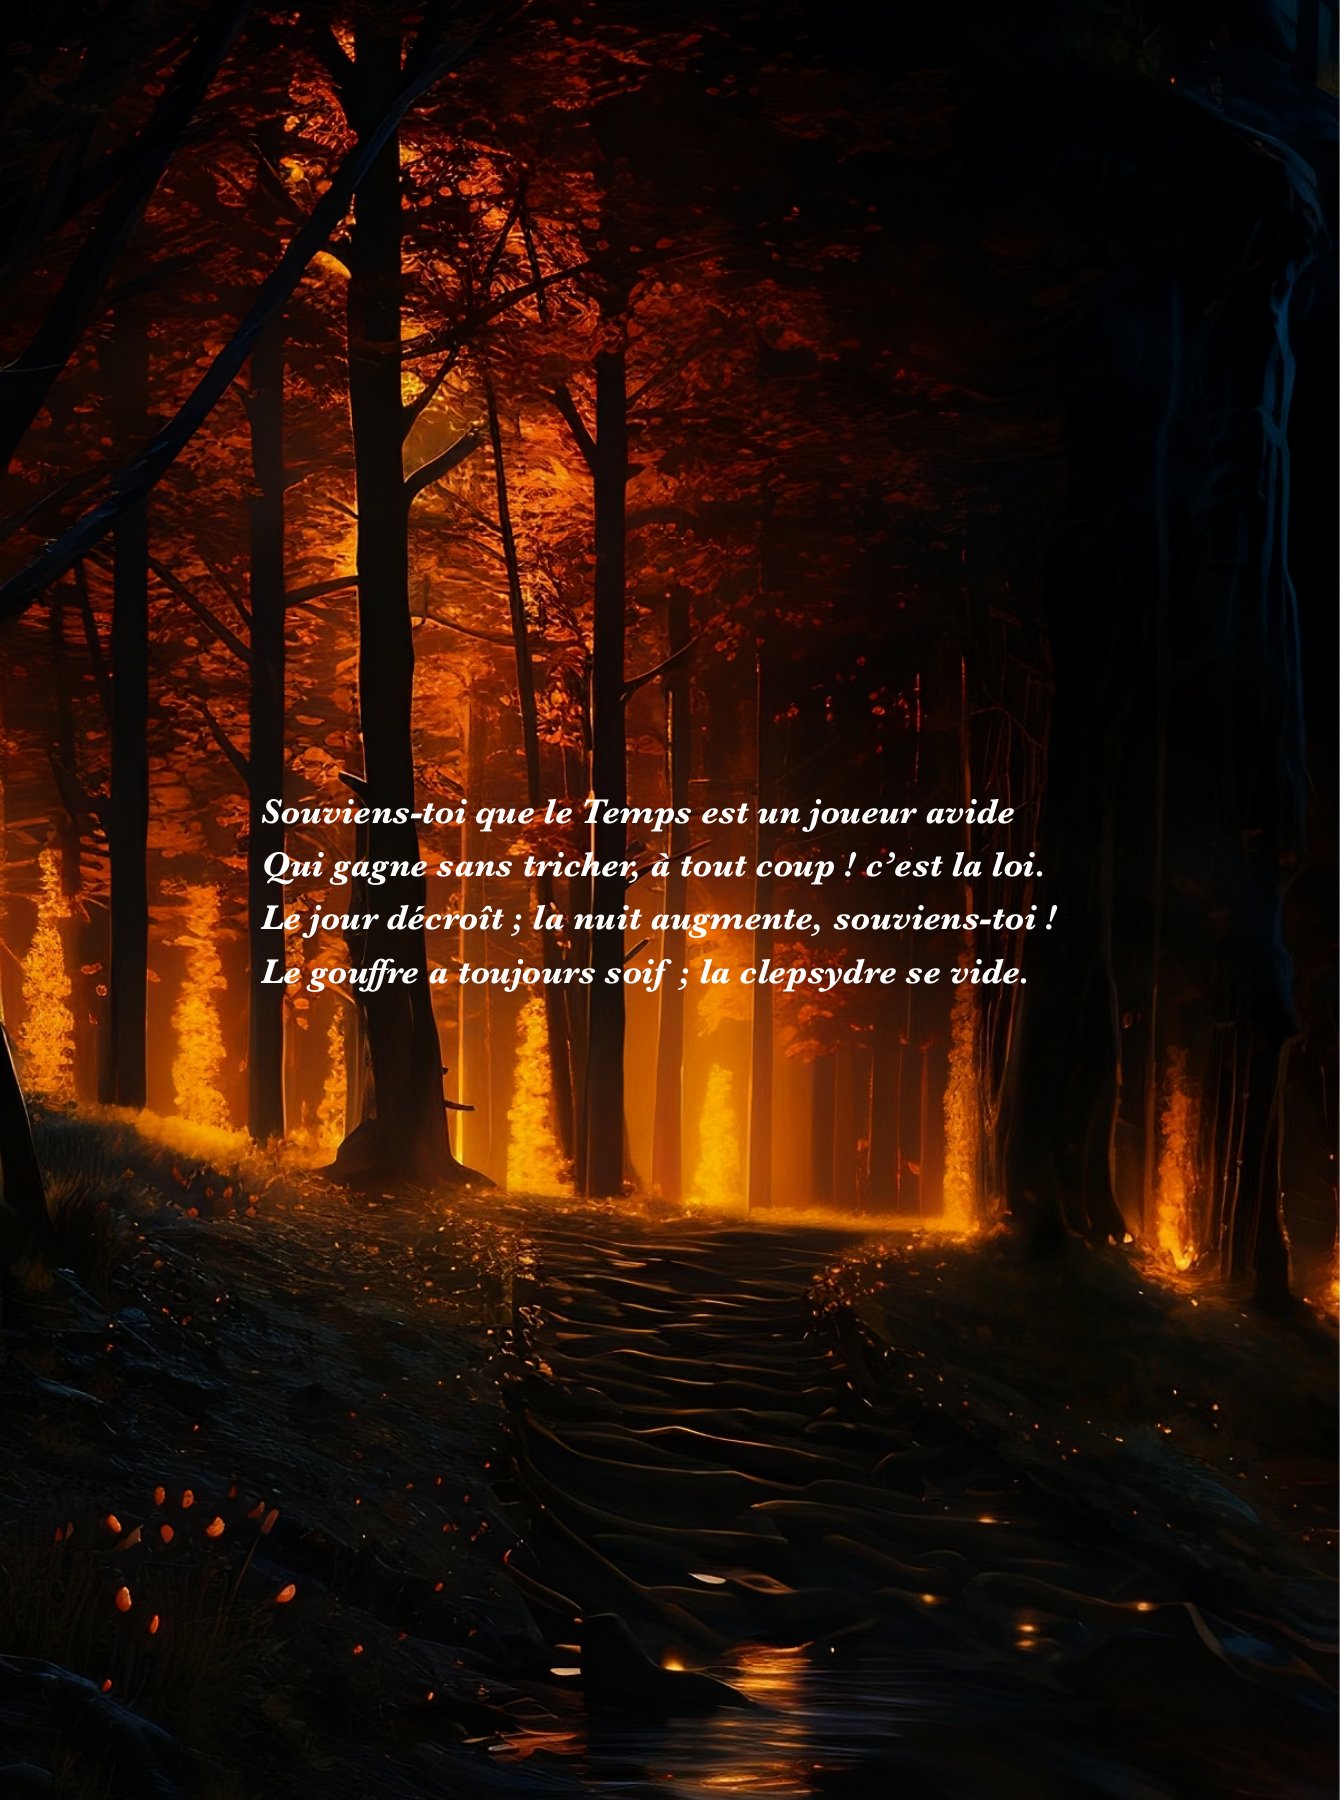 Souviens-toi que le Temps est un joueur avide
Qui gagne sans tricher, à tout coup ! c’est la loi.
Le jour décroît ; la nuit augmente, souviens-toi !
Le gouffre a toujours soif ; la clepsydre se vide.